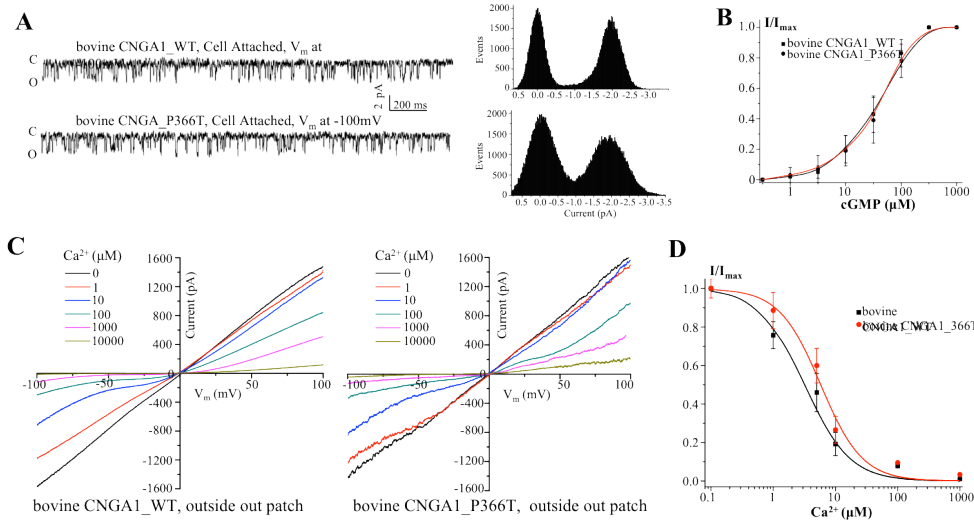 A
bovine CNGA1_WT, Cell Attached, Vm at
C
O
2 pA
200 ms
bovine CNGA_P366T, Cell Attached, Vm at -100mV
C
O
Events
2000
1500
1000
500
0
0.5 0.0 -0.5 -1.0 -1.5 -2.0 -2.5 -3.0
Events
2000
1500
1000
500
0
0.5 0.0 -0.5 -1.0 -1.5 -2.0 -2.5 -3.0 -3.5
Current (pA)
B
I/Imax
bovine CNGA1_WT
bovine CNGA1_P366T
1.0
0.8
0.6
0.4
0.2
0.0
1 10 100 1000
cGMP (µM)
C
Ca²⁺ (µM)
0
1
10
100
1000
10000
Current (pA)
1600
1200
800
400
0
-400
-800
-1200
-1600
-100 -50 50 100
Vm (mV)
bovine CNGA1_WT, outside out patch
Ca²⁺ (µM)
0
1
10
100
1000
10000
Current (pA)
1600
1200
800
400
0
-400
-800
-1200
-1600
-100 -50 50 100
Vm (mV)
bovine CNGA1_P366T, outside out patch
D
I/Imax
bovine
bovine CNGA1_366T
1.0
0.8
0.6
0.4
0.2
0.0
0.1 1 10 100 1000
Ca²⁺ (µM)